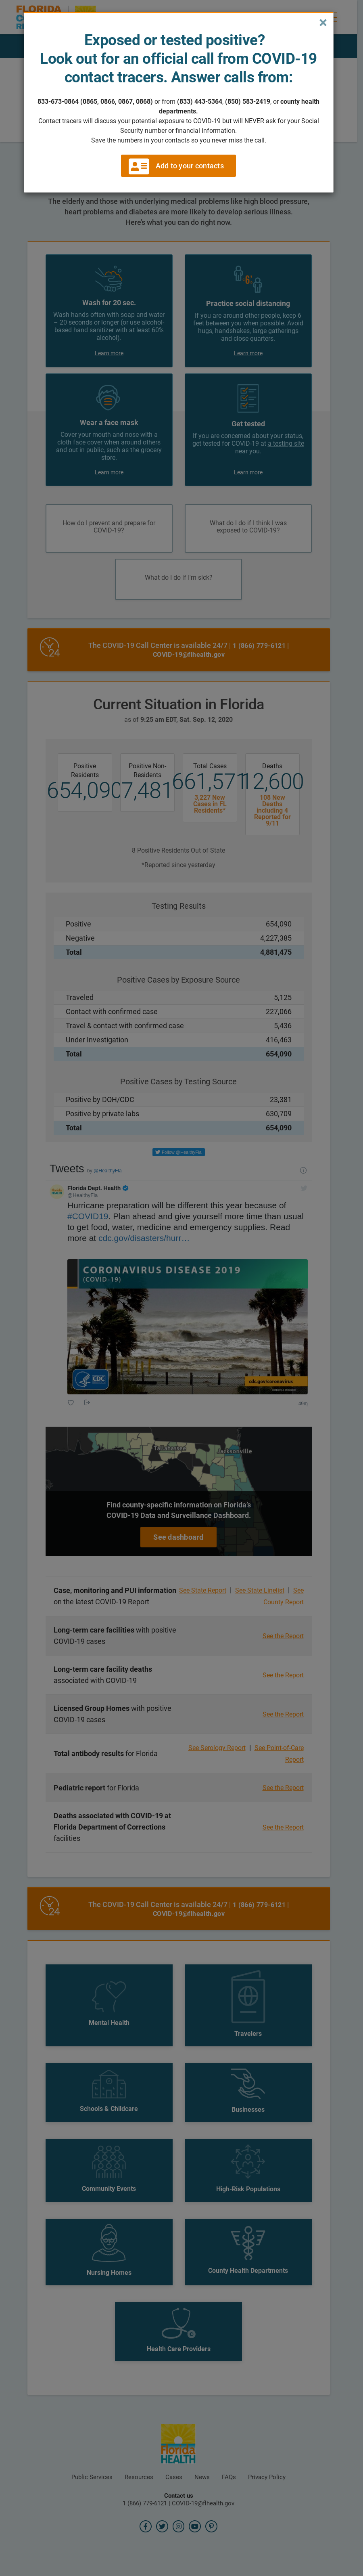 FLORIDA
×
Exposed or tested positive?
Look out for an official call from COVID-19
contact tracers. Answer calls from:
833-673-0864 (0865, 0866, 0867, 0868) or from (833) 443-5364, (850) 583-2419, or county health
departments.
Contact tracers will discuss your potential exposure to COVID-19 but will NEVER ask for your Social
Security number or financial information.
Save the numbers in your contacts so you never miss the call.
Add to your contacts
The elderly and those with underlying medical problems like high blood pressure,
heart problems and diabetes are more likely to develop serious illness.
Here's what you can do right now.
Wash for 20 sec.
Wash hands often with soap and water
– 20 seconds or longer (or use alcohol-
based hand sanitizer with at least 60%
alcohol).
Learn more
Practice social distancing
If you are around other people, keep 6
feet between you when possible. Avoid
hugs, handshakes, large gatherings
and close quarters.
Learn more
Wear a face mask
Cover your mouth and nose with a
cloth face cover when around others
and out in public, such as the grocery
store.
Learn more
Get tested
If you are concerned about your status,
get tested for COVID-19 at a testing site
near you.
Learn more
How do I prevent and prepare for
COVID-19?
What do I do if I think I was
exposed to COVID-19?
What do I do if I'm sick?
24
The COVID-19 Call Center is available 24/7 | 1 (866) 779-6121 |
COVID-19@flhealth.gov
Current Situation in Florida
as of 9:25 am EDT, Sat. Sep. 12, 2020
Positive
Residents
654,090
Positive Non-
Residents
7,481
Total Cases
661,571
3,227 New
Cases in FL
Residents*
Deaths
12,600
108 New
Deaths
including 4
Reported for
9/11
8 Positive Residents Out of State
*Reported since yesterday
Testing Results
Positive 654,090
Negative 4,227,385
Total 4,881,475
Positive Cases by Exposure Source
Traveled 5,125
Contact with confirmed case 227,066
Travel & contact with confirmed case 5,436
Under Investigation 416,463
Total 654,090
Positive Cases by Testing Source
Positive by DOH/CDC 23,381
Positive by private labs 630,709
Total 654,090
Follow @HealthyFla
Tweets by @HealthyFla
Florida Dept. Health
@HealthyFla
Hurricane preparation will be different this year because of
#COVID19. Plan ahead and give yourself more time than usual
to get food, water, medicine and emergency supplies. Read
more at cdc.gov/disasters/hurr…
CORONAVIRUS DISEASE 2019
(COVID-19)
CDC
cdc.gov/coronavirus
Jacksonville
Find county-specific information on Florida's
COVID-19 Data and Surveillance Dashboard.
See dashboard
Case, monitoring and PUI information
on the latest COVID-19 Report
See State Report | See State Linelist | See
County Report
Long-term care facilities with positive
COVID-19 cases
See the Report
Long-term care facility deaths
associated with COVID-19
See the Report
Licensed Group Homes with positive
COVID-19 cases
See the Report
Total antibody results for Florida
See Serology Report | See Point-of-Care
Report
Pediatric report for Florida
See the Report
Deaths associated with COVID-19 at
Florida Department of Corrections
facilities
See the Report
24
The COVID-19 Call Center is available 24/7 | 1 (866) 779-6121 |
COVID-19@flhealth.gov
Mental Health
Travelers
Schools & Childcare
Businesses
Community Events
High-Risk Populations
Nursing Homes
County Health Departments
Health Care Providers
Florida
HEALTH
Public Services
Resources
Cases
News
FAQs
Privacy Policy
Contact us
1 (866) 779-6121 | COVID-19@flhealth.gov